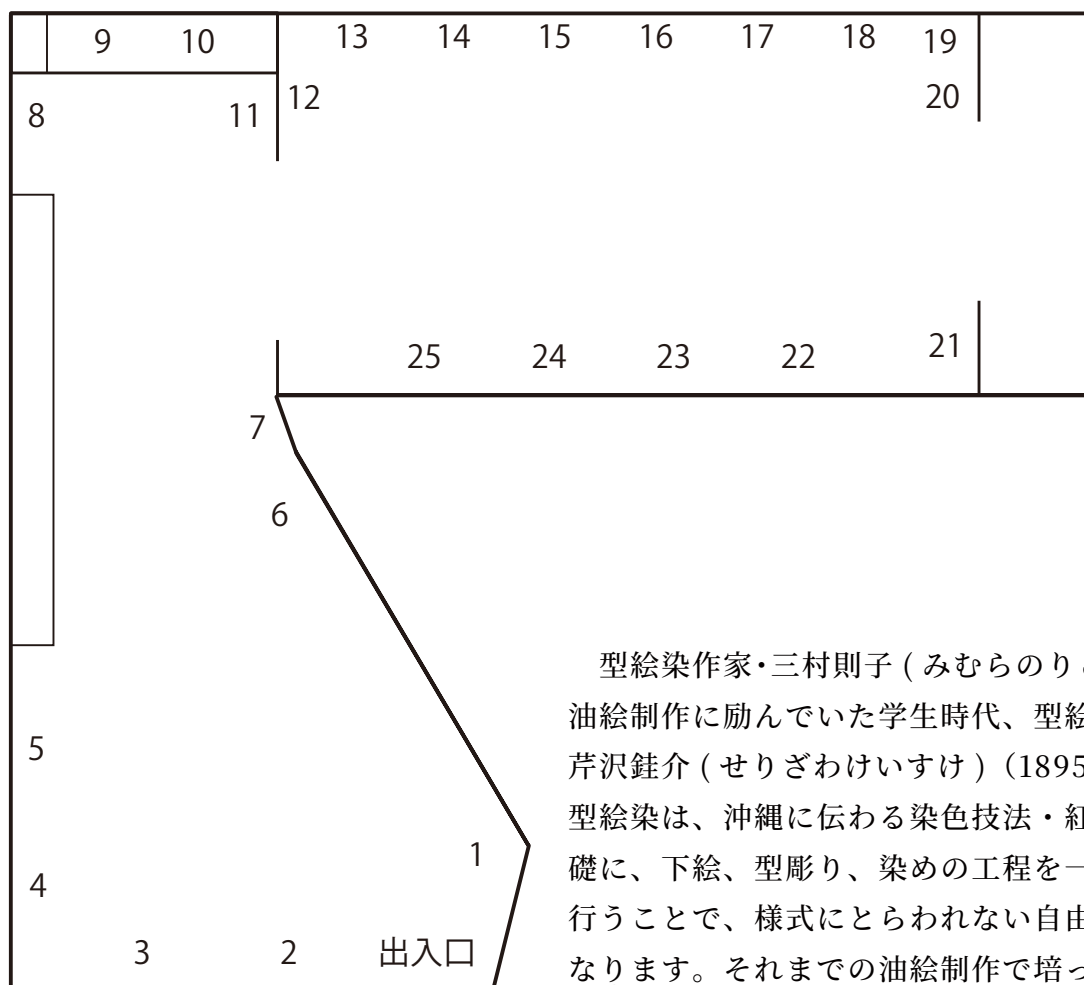 9 10 13 14 15 16 17 18 19
8 11 12 20
25 24 23 22 21
7
6
5
1
4
3 2 出入口
型絵染作家・三村則子 ( みむらのり
油絵制作に励んでいた学生時代、型絵
芹沢銈介 ( せりざわけいすけ )（1895
型絵染は、沖縄に伝わる染色技法・紅
礎に、下絵、型彫り、染めの工程を一
行うことで、様式にとらわれない自由
なります。それまでの油絵制作で培っ